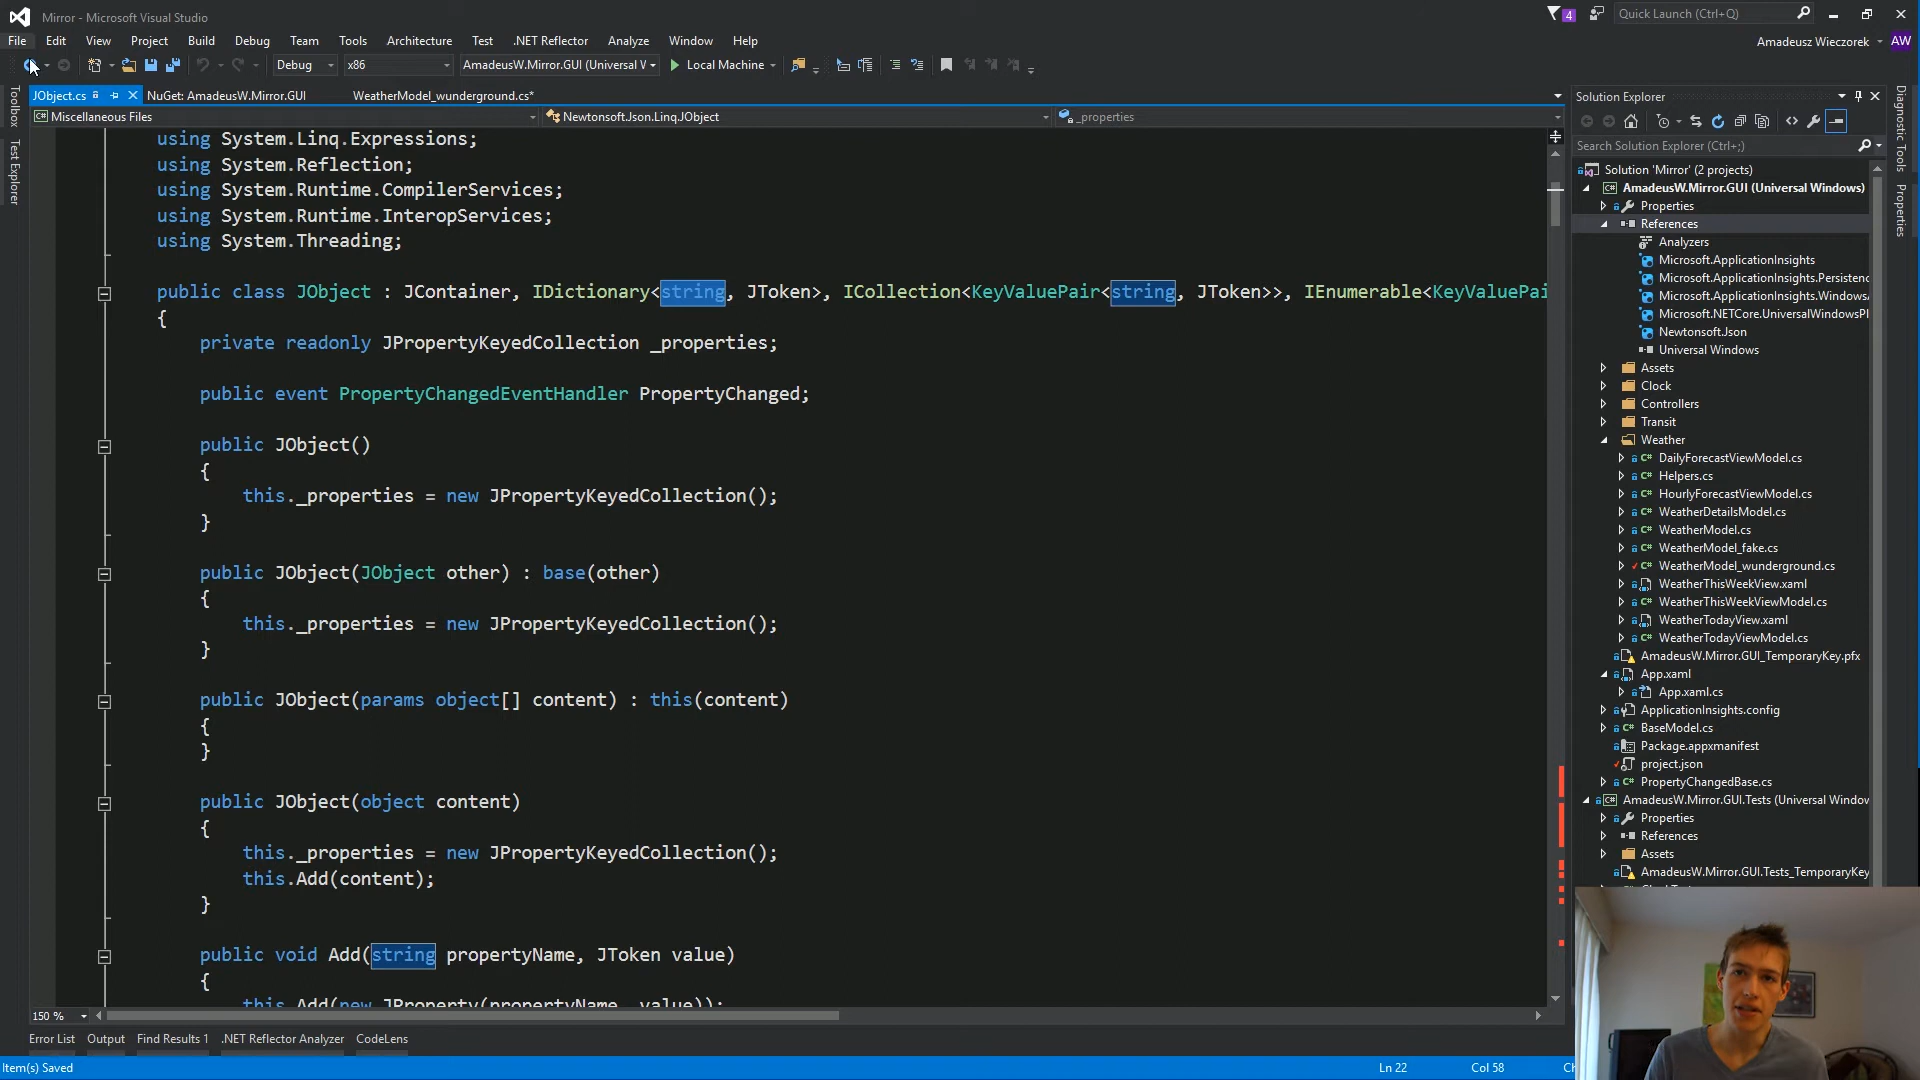 Mirror - Microsoft Visual Studio
4
Quick Launch (Ctrl+Q)
File Edit View Project Build Debug Team Tools Architecture Test .NET Reflector Analyze Window Help
Amadeusz Wieczorek AW
Debug x86 AmadeusW.Mirror.GUI (Universal V Local Machine
Toolbox
Test Explorer
JObject.cs NuGet: AmadeusW.Mirror.GUI WeatherModel_wunderground.cs*
Miscellaneous Files Newtonsoft.Json.Linq.JObject _properties
using System.Linq.Expressions;
using System.Reflection;
using System.Runtime.CompilerServices;
using System.Runtime.InteropServices;
using System.Threading;
public class JObject : JContainer, IDictionary<string, JToken>, ICollection<KeyValuePair<string, JToken>>, IEnumerable<KeyValuePai
{
private readonly JPropertyKeyedCollection _properties;
public event PropertyChangedEventHandler PropertyChanged;
public JObject()
{
this._properties = new JPropertyKeyedCollection();
}
public JObject(JObject other) : base(other)
{
this._properties = new JPropertyKeyedCollection();
}
public JObject(params object[] content) : this(content)
{
}
public JObject(object content)
{
this._properties = new JPropertyKeyedCollection();
this.Add(content);
}
public void Add(string propertyName, JToken value)
{
this.Add(new JProperty(propertyName, value));
150 %
Error List Output Find Results 1 .NET Reflector Analyzer CodeLens
Item(s) Saved Ln 22 Col 58
Solution Explorer
Search Solution Explorer (Ctrl+;)
Solution 'Mirror' (2 projects)
AmadeusW.Mirror.GUI (Universal Windows)
Properties
References
Analyzers
Microsoft.ApplicationInsights
Microsoft.ApplicationInsights.Persistenc
Microsoft.ApplicationInsights.Windows
Microsoft.NETCore.UniversalWindowsPl
Newtonsoft.Json
Universal Windows
Assets
Clock
Controllers
Transit
Weather
DailyForecastViewModel.cs
Helpers.cs
HourlyForecastViewModel.cs
WeatherDetailsModel.cs
WeatherModel.cs
WeatherModel_fake.cs
WeatherModel_wunderground.cs
WeatherThisWeekView.xaml
WeatherThisWeekViewModel.cs
WeatherTodayView.xaml
WeatherTodayViewModel.cs
AmadeusW.Mirror.GUI_TemporaryKey.pfx
App.xaml
App.xaml.cs
ApplicationInsights.config
BaseModel.cs
Package.appxmanifest
project.json
PropertyChangedBase.cs
AmadeusW.Mirror.GUI.Tests (Universal Window
Properties
References
Assets
AmadeusW.Mirror.GUI.Tests_TemporaryKey
Diagnostic Tools
Properties